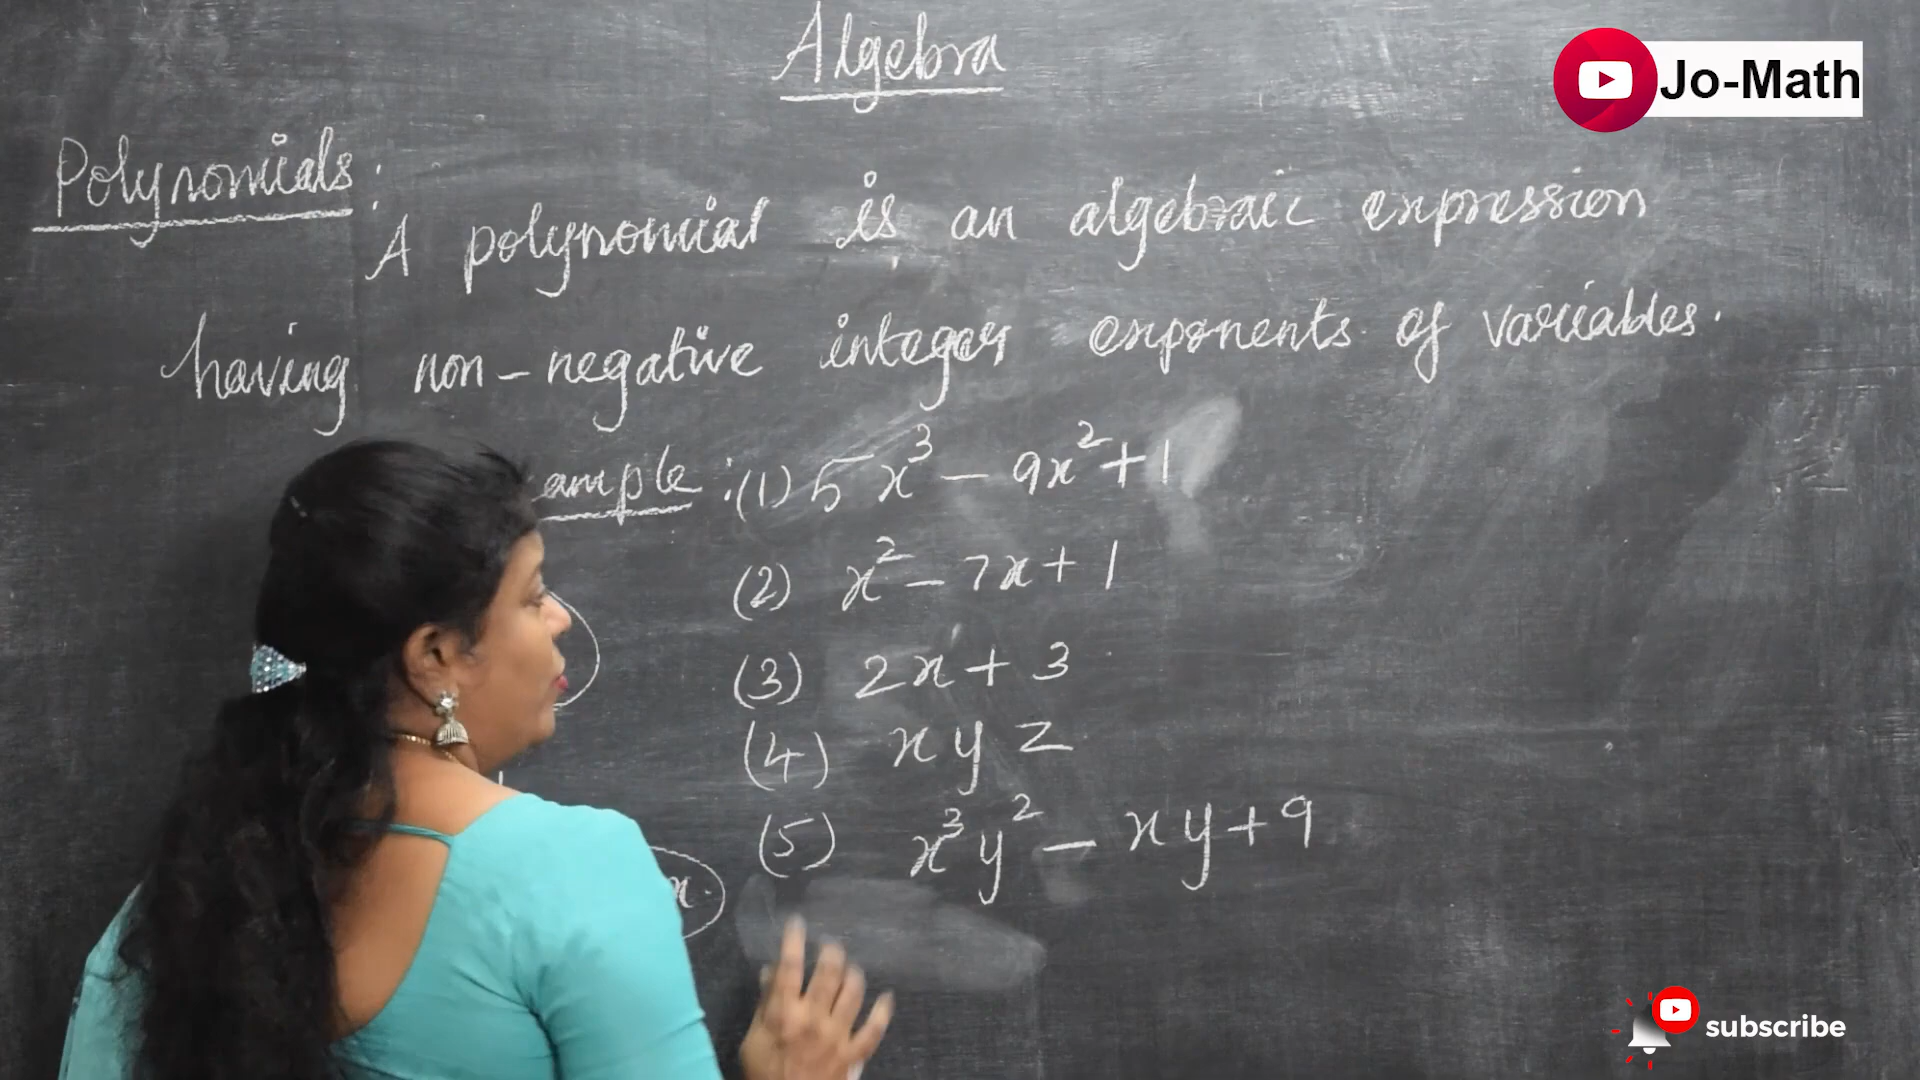 Algebra
Jo-Math
Polynomials:
A polynomial is an algebraic expression
having non-negative integer exponents of variables.
ample : (1) 5x³ - 9x² + 1
(2) x² - 7x + 1
(3) 2x + 3
(4) xyz
(5) x³y² - xy + 9
x.
subscribe